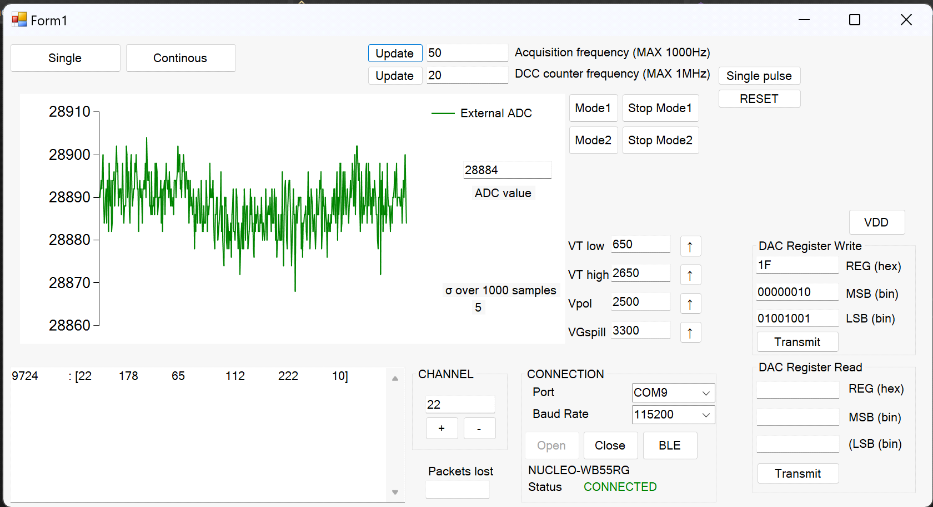 Form1
Single
Continous
Update 50 Acquisition frequency (MAX 1000Hz)
Update 20 DCC counter frequency (MAX 1MHz)
Single pulse
RESET
28910
28900
28890
28880
28870
28860
External ADC
28884
ADC value
σ over 1000 samples
5
Mode1 Stop Mode1
Mode2 Stop Mode2
VT low 650 ↑
VT high 2650 ↑
Vpol 2500 ↑
VGspill 3300 ↑
VDD
DAC Register Write
1F REG (hex)
00000010 MSB (bin)
01001001 LSB (bin)
Transmit
9724 : [22 178 65 112 222 10]
CHANNEL
22
+ -
Packets lost
CONNECTION
Port COM9
Baud Rate 115200
Open Close BLE
NUCLEO-WB55RG
Status CONNECTED
DAC Register Read
REG (hex)
MSB (bin)
(LSB (bin)
Transmit